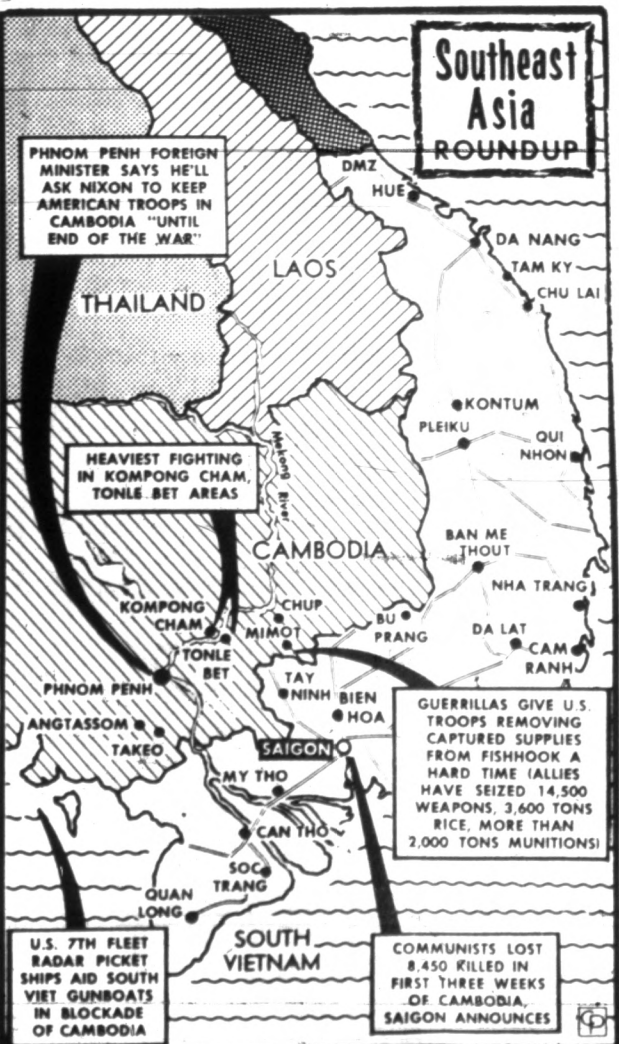 Southeast
Asia
ROUNDUP
PHNOM PENH FOREIGN
MINISTER SAYS HE'LL
ASK NIXON TO KEEP
AMERICAN TROOPS IN
CAMBODIA "UNTIL
END OF THE WAR"
DMZ
HUE
DA NANG
TAM KY
CHU LAI
LAOS
THAILAND
KONTUM
PLEIKU
QUI
NHON
HEAVIEST FIGHTING
IN KOMPONG CHAM,
TONLE BET AREAS
Mekong River
CAMBODIA
BAN ME
THOUT
NHA TRANG
KOMPONG
CHAM
CHUP
MIMOT
TONLE
BET
BU
PRANG
DA LAT
CAM
RANH
PHNOM PENH
TAY
NINH
BIEN
HOA
ANGTASSOM
TAKEO
SAIGON
GUERRILLAS GIVE U.S.
TROOPS REMOVING
CAPTURED SUPPLIES
FROM FISHHOOK A
HARD TIME (ALLIES
HAVE SEIZED 14,500
WEAPONS, 3,600 TONS
RICE, MORE THAN
2,000 TONS MUNITIONS)
MY THO
CAN THO
SOC
TRANG
QUAN
LONG
SOUTH
VIETNAM
U.S. 7TH FLEET
RADAR PICKET
SHIPS AID SOUTH
VIET GUNBOATS
IN BLOCKADE
OF CAMBODIA
COMMUNISTS LOST
8,450 KILLED IN
FIRST THREE WEEKS
OF CAMBODIA,
SAIGON ANNOUNCES
CP